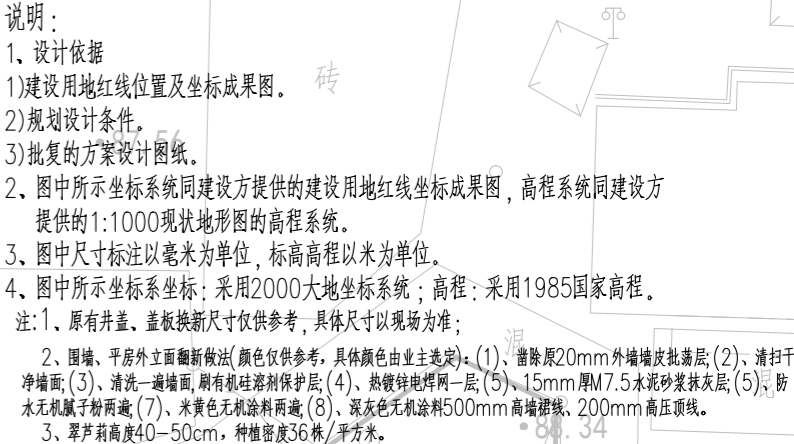 说明：
1、设计依据
1)建设用地红线位置及坐标成果图。
砖
2)规划设计条件。
87.56
3)批复的方案设计图纸。
2、图中所示坐标系统同建设方提供的建设用地红线坐标成果图，高程系统同建设方
提供的1:1000现状地形图的高程系统。
3、图中尺寸标注以毫米为单位，标高高程以米为单位。
4、图中所示坐标系坐标：采用2000大地坐标系统；高程：采用1985国家高程。
注:1、原有井盖、盖板换新尺寸仅供参考，具体尺寸以现场为准；
混
2、围墙、平房外立面翻新做法(颜色仅供参考，具体颜色由业主选定)：(1)、凿除原20mm外墙墙皮批荡层;(2)、清扫干
净墙面;(3)、清洗一遍墙面,刷有机硅溶剂保护层;(4)、热镀锌电焊网一层;(5)、15mm厚M7.5水泥砂浆抹灰层;(5)、防
混
水无机腻子粉两遍;(7)、米黄色无机涂料两遍;(8)、深灰色无机涂料500mm高墙裙线、200mm高压顶线。
3、翠芦莉高度40-50cm，种植密度36株/平方米。
88.34